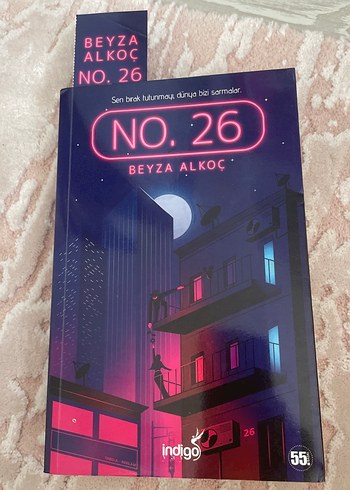 BEYZA
ALKOÇ
NO. 26
Sen bırak tutunmayı, dünya bizi sarmalar.
NO. 26
BEYZA ALKOÇ
26
indigo
55